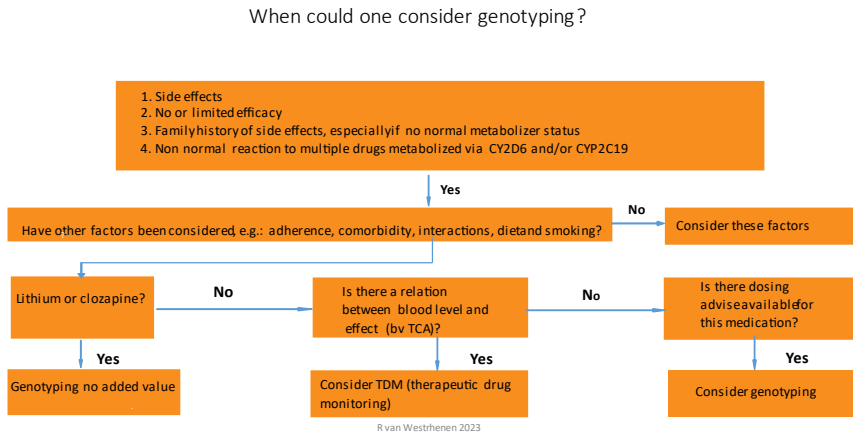 When could one consider genotyping?
1. Side effects
2. No or limited efficacy
3. Family history of side effects, especially if no normal metabolizer status
4. Non normal reaction to multiple drugs metabolized via CY2D6 and/or CYP2C19
Yes
Have other factors been considered, e.g.: adherence, comorbidity, interactions, diet and smoking?
No
Consider these factors
Lithium or clozapine?
No
Is there a relation
between blood level and
effect (bv TCA)?
No
Is there dosing
advise available for
this medication?
Yes
Yes
Yes
Genotyping no added value
Consider TDM (therapeutic drug
monitoring)
Consider genotyping
R van Westrhenen 2023